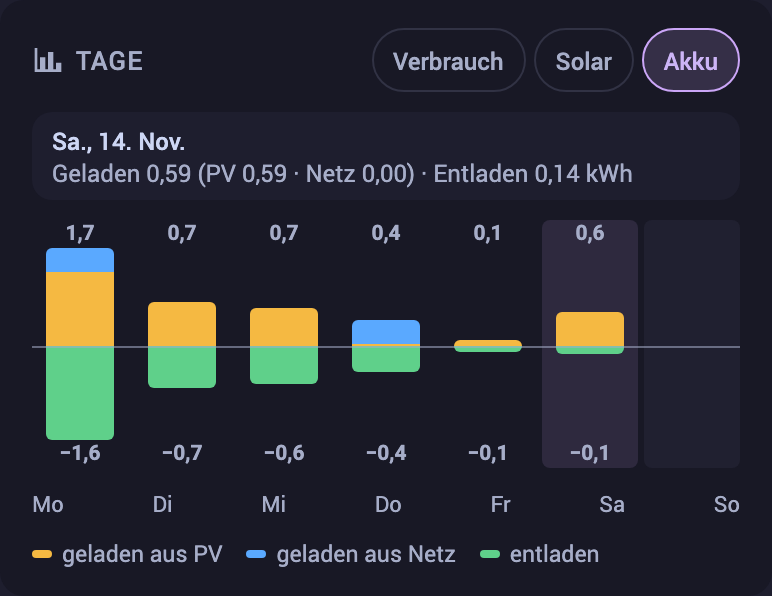 TAGE
Verbrauch
Solar
Akku
Sa., 14. Nov.
Geladen 0,59 (PV 0,59 · Netz 0,00) · Entladen 0,14 kWh
1,7 0,7 0,7 0,4 0,1 0,6
−1,6 −0,7 −0,6 −0,4 −0,1 −0,1
Mo Di Mi Do Fr Sa So
geladen aus PV geladen aus Netz entladen